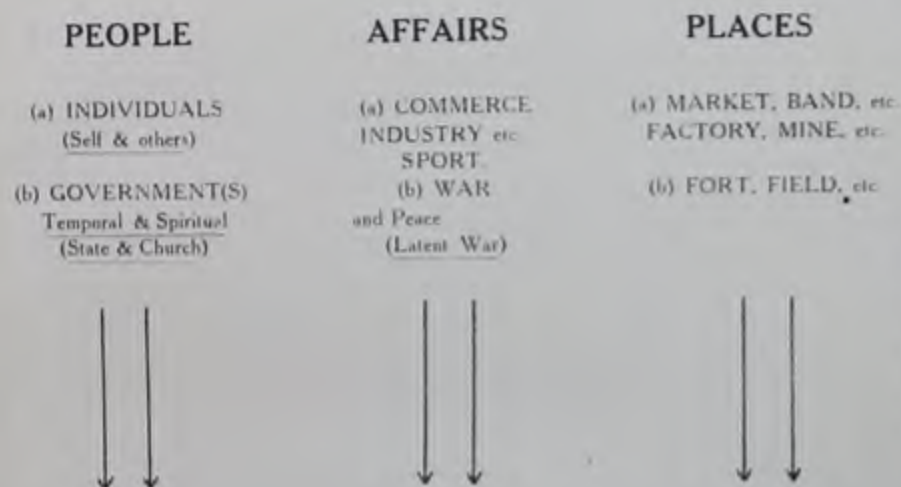 PEOPLE
(a) INDIVIDUALS
(Self & others)
(b) GOVERNMENT(S)
Temporal & Spiritual
(State & Church)
AFFAIRS
(a) COMMERCE
INDUSTRY etc
SPORT
(b) WAR
and Peace
(Latent War)
PLACES
(a) MARKET, BAND, etc.
FACTORY, MINE, etc.
(b) FORT, FIELD, etc